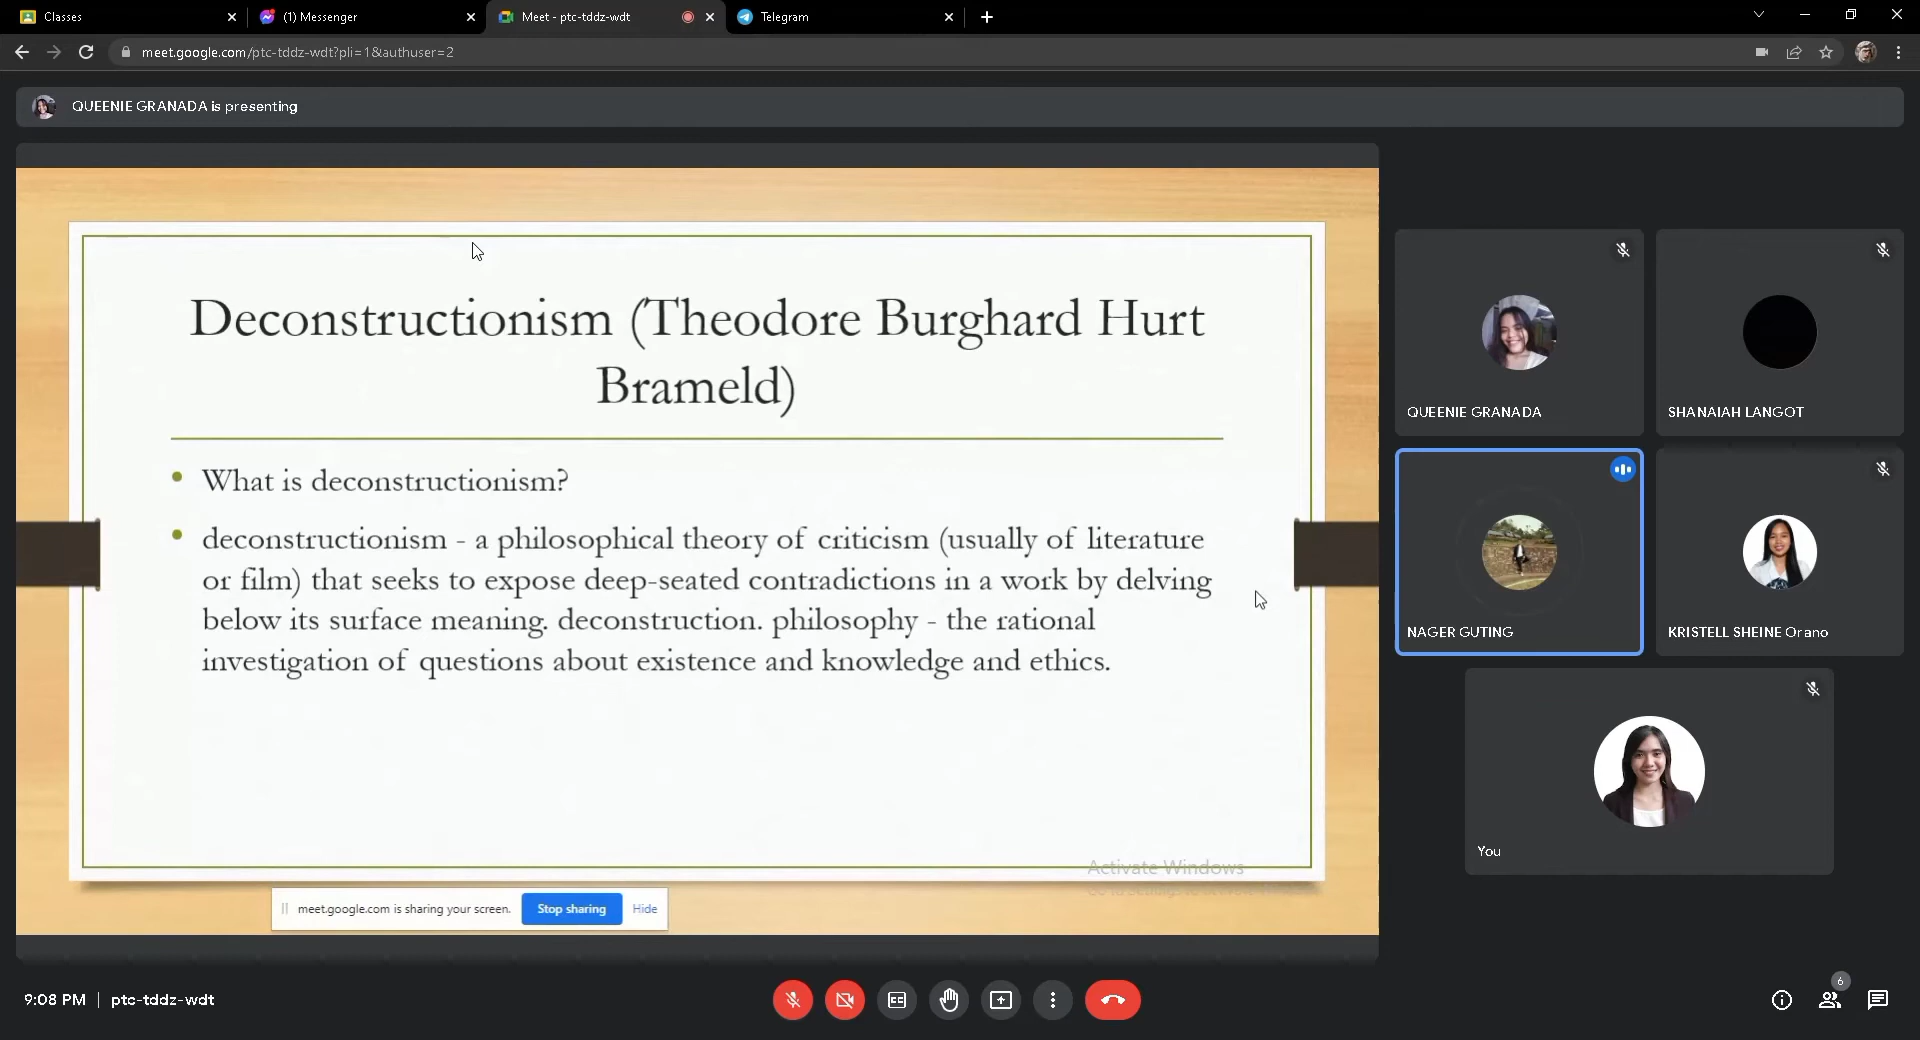 Classes
(1) Messenger
Meet - ptc-tddz-wdt
Telegram
meet.google.com/ptc-tddz-wdt?pli=1&authuser=2
QUEENIE GRANADA is presenting
Deconstructionism (Theodore Burghard Hurt
Brameld)
• What is deconstructionism?
• deconstructionism - a philosophical theory of criticism (usually of literature
or film) that seeks to expose deep-seated contradictions in a work by delving
below its surface meaning. deconstruction. philosophy - the rational
investigation of questions about existence and knowledge and ethics.
Activate Windows
meet.google.com is sharing your screen.
Stop sharing
Hide
QUEENIE GRANADA
SHANAIAH LANGOT
NAGER GUTING
KRISTELL SHEINE Orano
You
9:08 PM | ptc-tddz-wdt
6